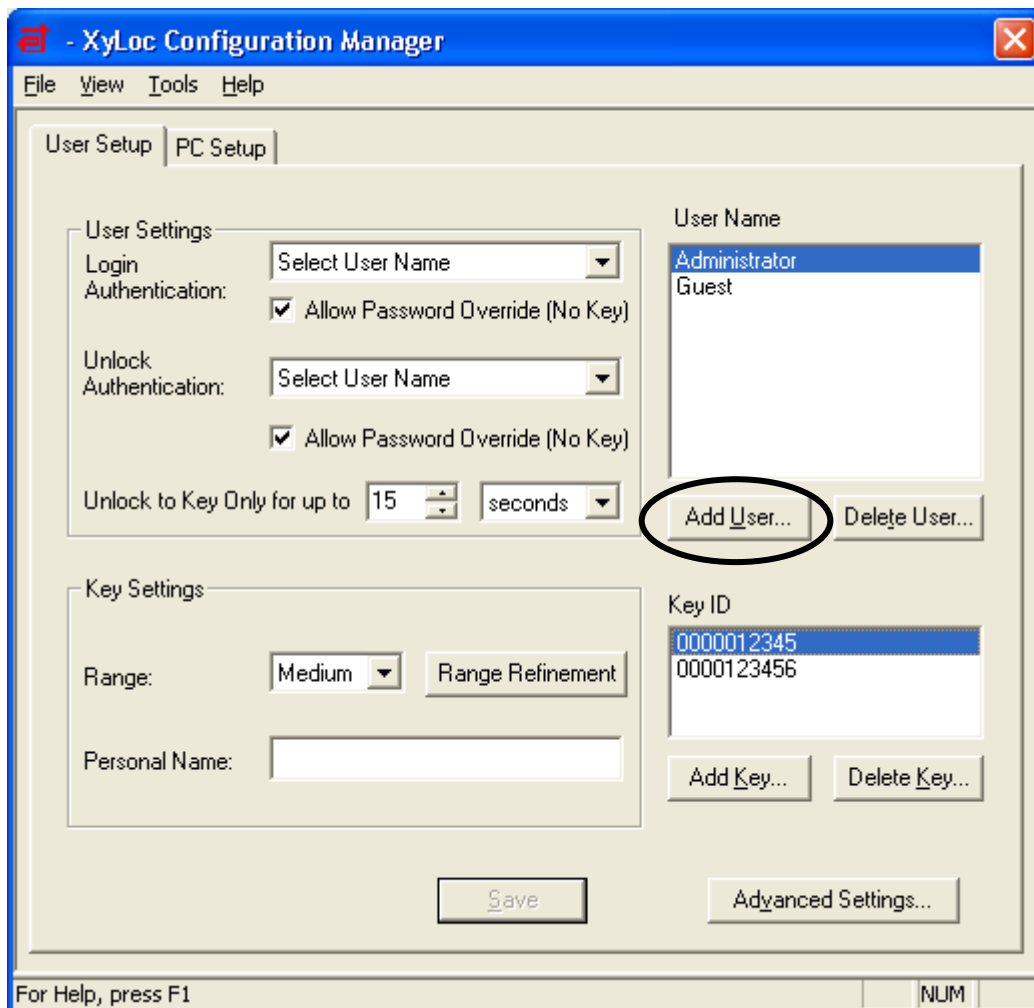 - XyLoc Configuration Manager
File View Tools Help
User Setup PC Setup
User Settings
Login Authentication:
Select User Name
Allow Password Override (No Key)
Unlock Authentication:
Select User Name
Allow Password Override (No Key)
Unlock to Key Only for up to 15 seconds
User Name
Administrator
Guest
Add User... Delete User...
Key Settings
Range: Medium Range Refinement
Personal Name:
Key ID
0000012345
0000123456
Add Key... Delete Key...
Save Advanced Settings...
For Help, press F1 NUM